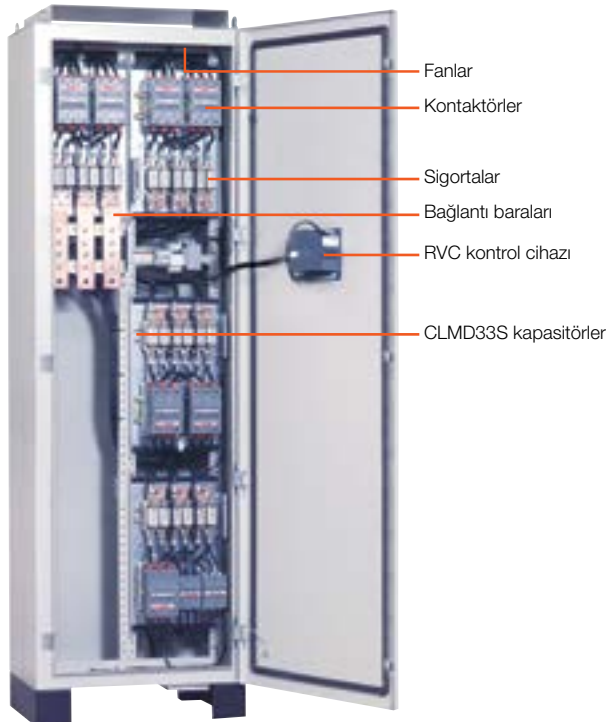 Fanlar
Kontaktörler
Sigortalar
Bağlantı baraları
RVC kontrol cihazı
CLMD33S kapasitörler